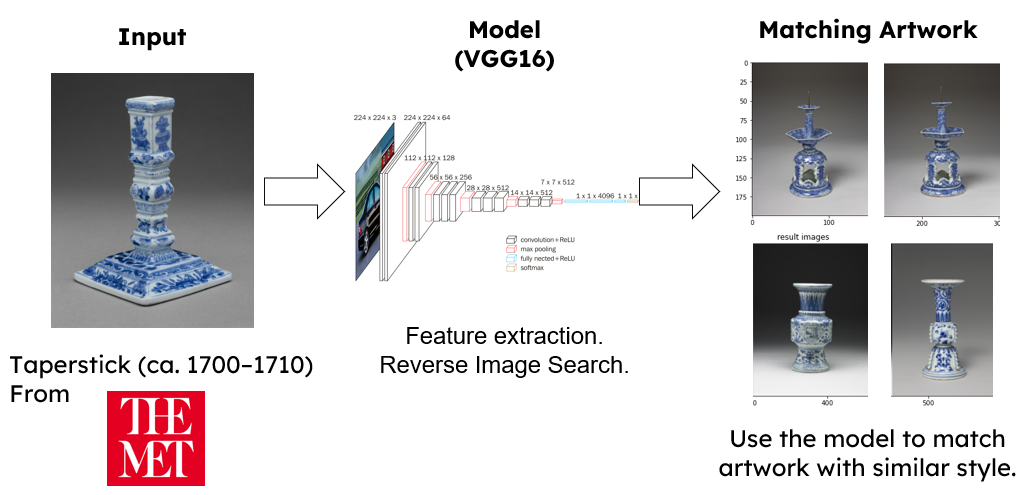 Input
Model
(VGG16)
Matching Artwork
224 x 224 x 3
224 x 224 x 64
112 x 112 x 128
56 x 56 x 256
28 x 28 x 512
14 x 14 x 512
7 x 7 x 512
1 x 1 x 4096
1 x 1 x
convolution+ReLU
max pooling
fully nected+ReLU
softmax
0
25
50
75
100
125
150
175
0
100
200
30
result images
0
400
500
Feature extraction.
Reverse Image Search.
Taperstick (ca. 1700–1710)
From
THE
MET
Use the model to match
artwork with similar style.